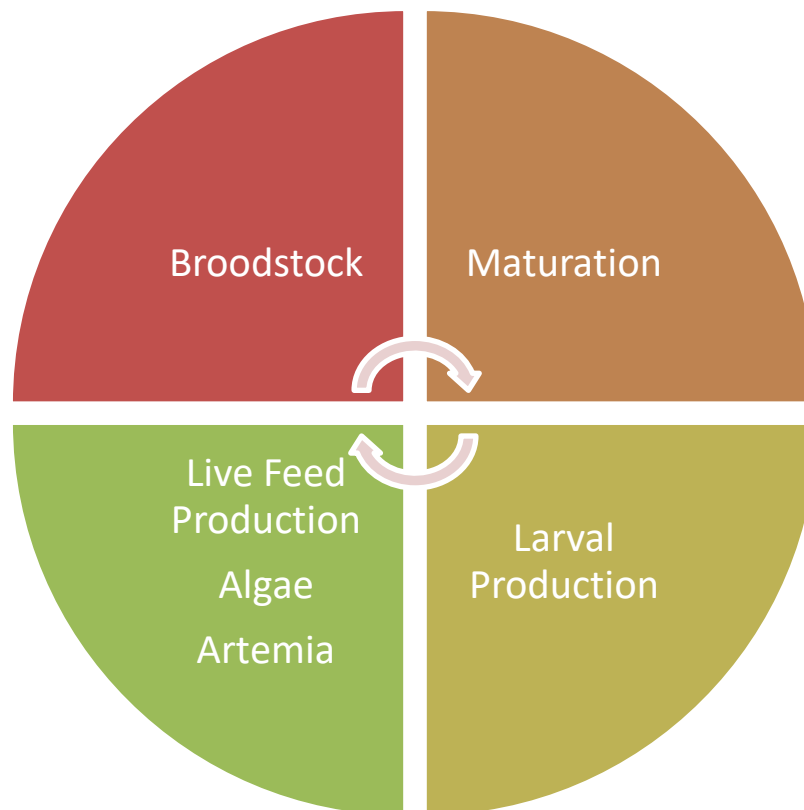 Broodstock
Maturation
Live Feed
Production
Algae
Artemia
Larval
Production